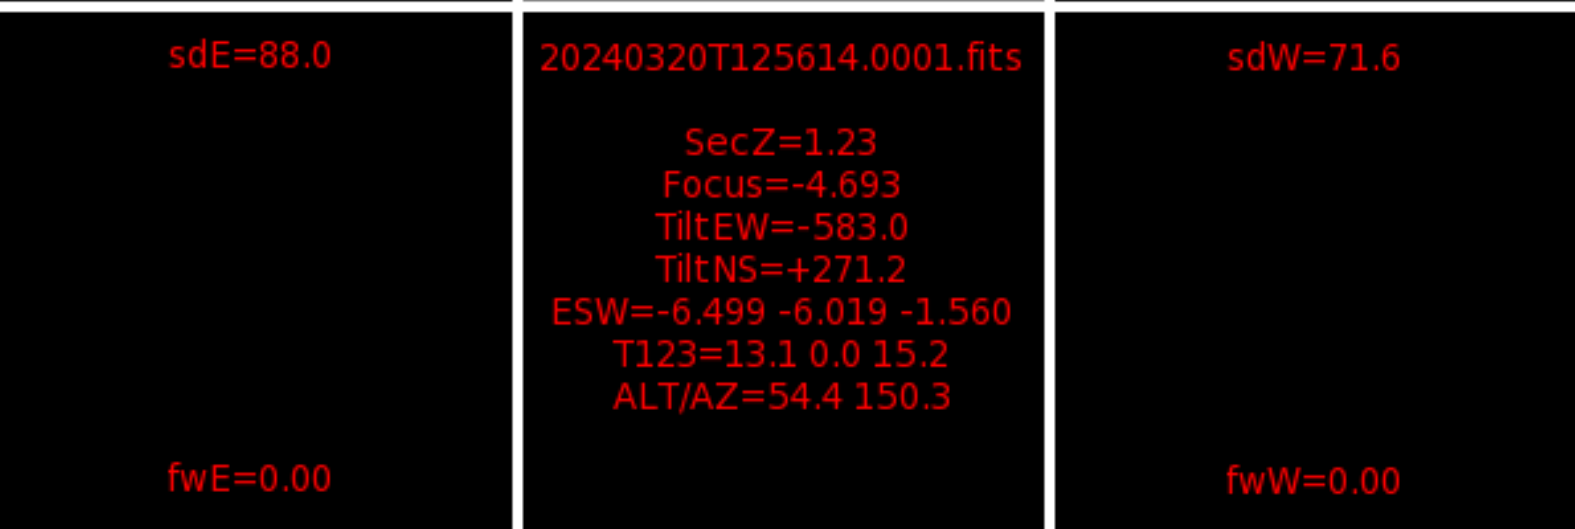 sdE=88.0
20240320T125614.0001.fits
sdW=71.6
SecZ=1.23
Focus=-4.693
TiltEW=-583.0
TiltNS=+271.2
ESW=-6.499 -6.019 -1.560
T123=13.1 0.0 15.2
ALT/AZ=54.4 150.3
fwE=0.00
fwW=0.00